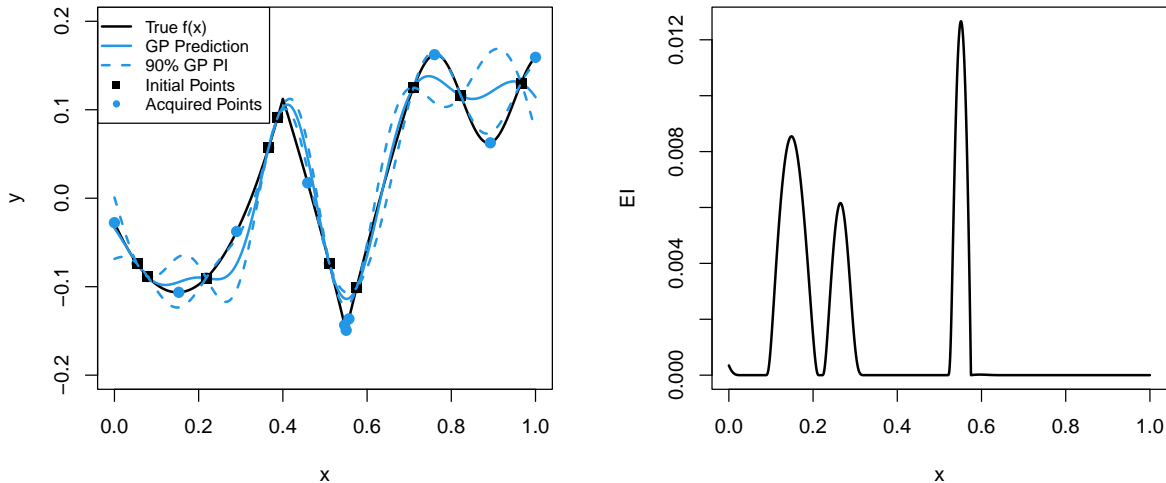 True f(x)
GP Prediction
90% GP PI
Initial Points
Acquired Points
0.2
0.1
0.0
−0.1
−0.2
y
0.0 0.2 0.4 0.6 0.8 1.0
x
0.012
0.008
0.004
0.000
EI
0.0 0.2 0.4 0.6 0.8 1.0
x